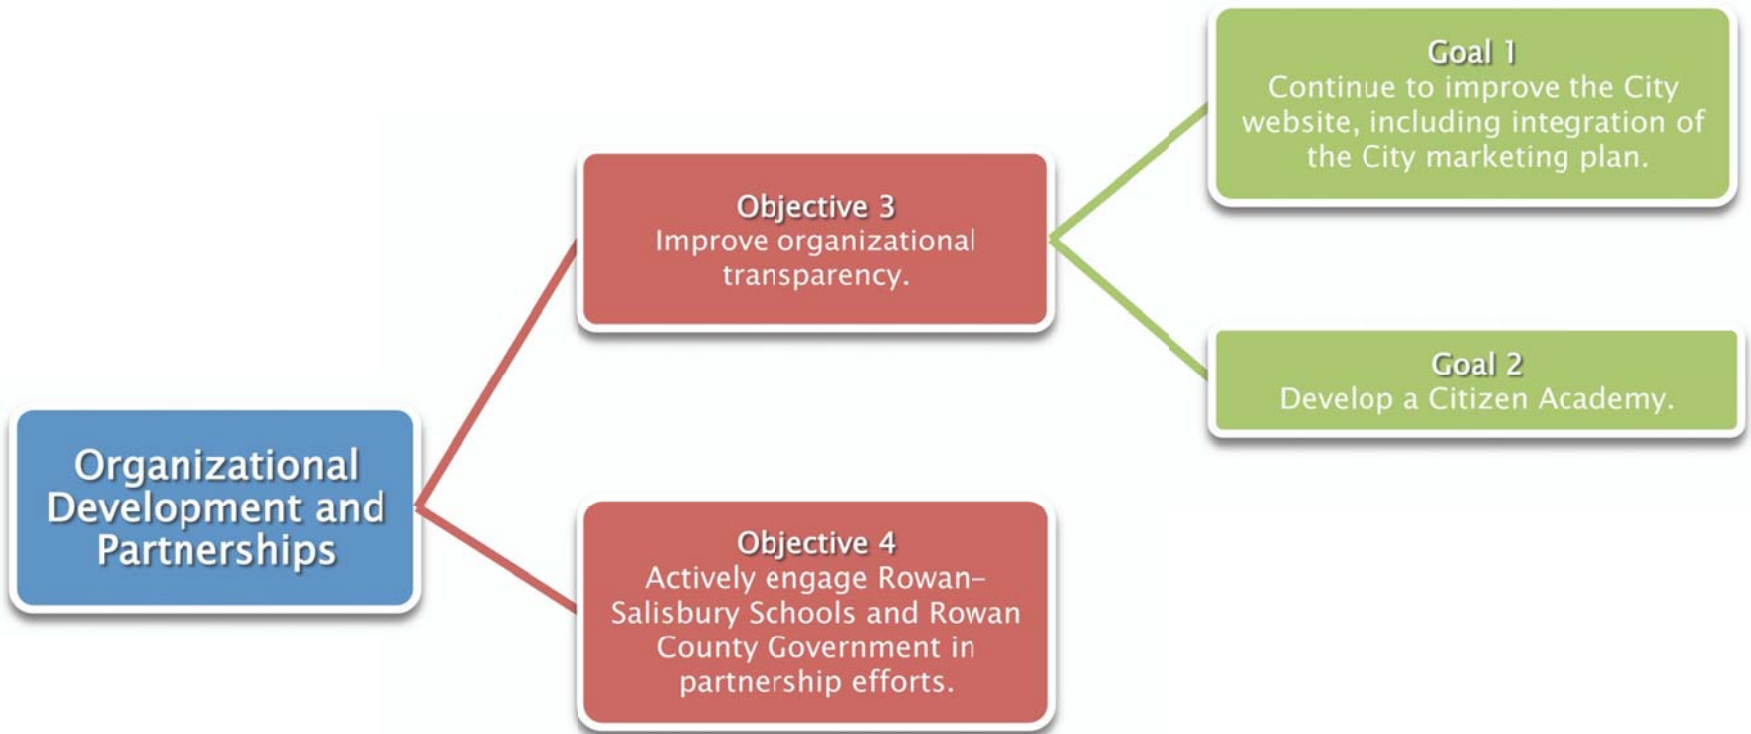 Organizational
Development and
Partnerships
Objective 3
Improve organizational
transparency.
Objective 4
Actively engage Rowan–
Salisbury Schools and Rowan
County Government in
partnership efforts.
Goal 1
Continue to improve the City
website, including integration of
the City marketing plan.
Goal 2
Develop a Citizen Academy.